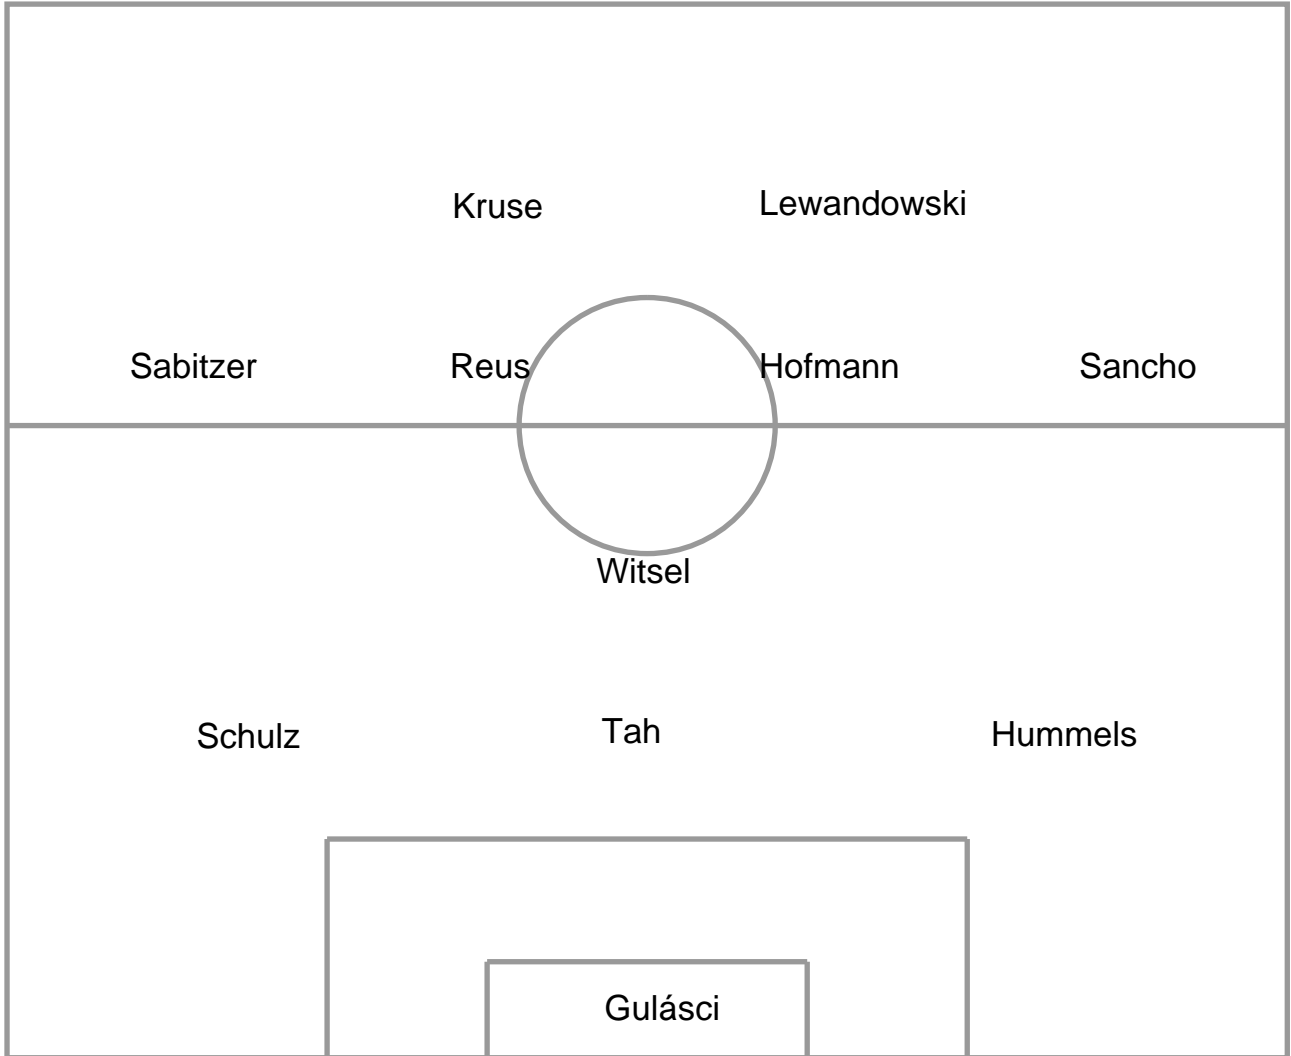 Kruse Lewandowski
Sabitzer Reus Hofmann Sancho
Witsel
Schulz Tah Hummels
Gulásci